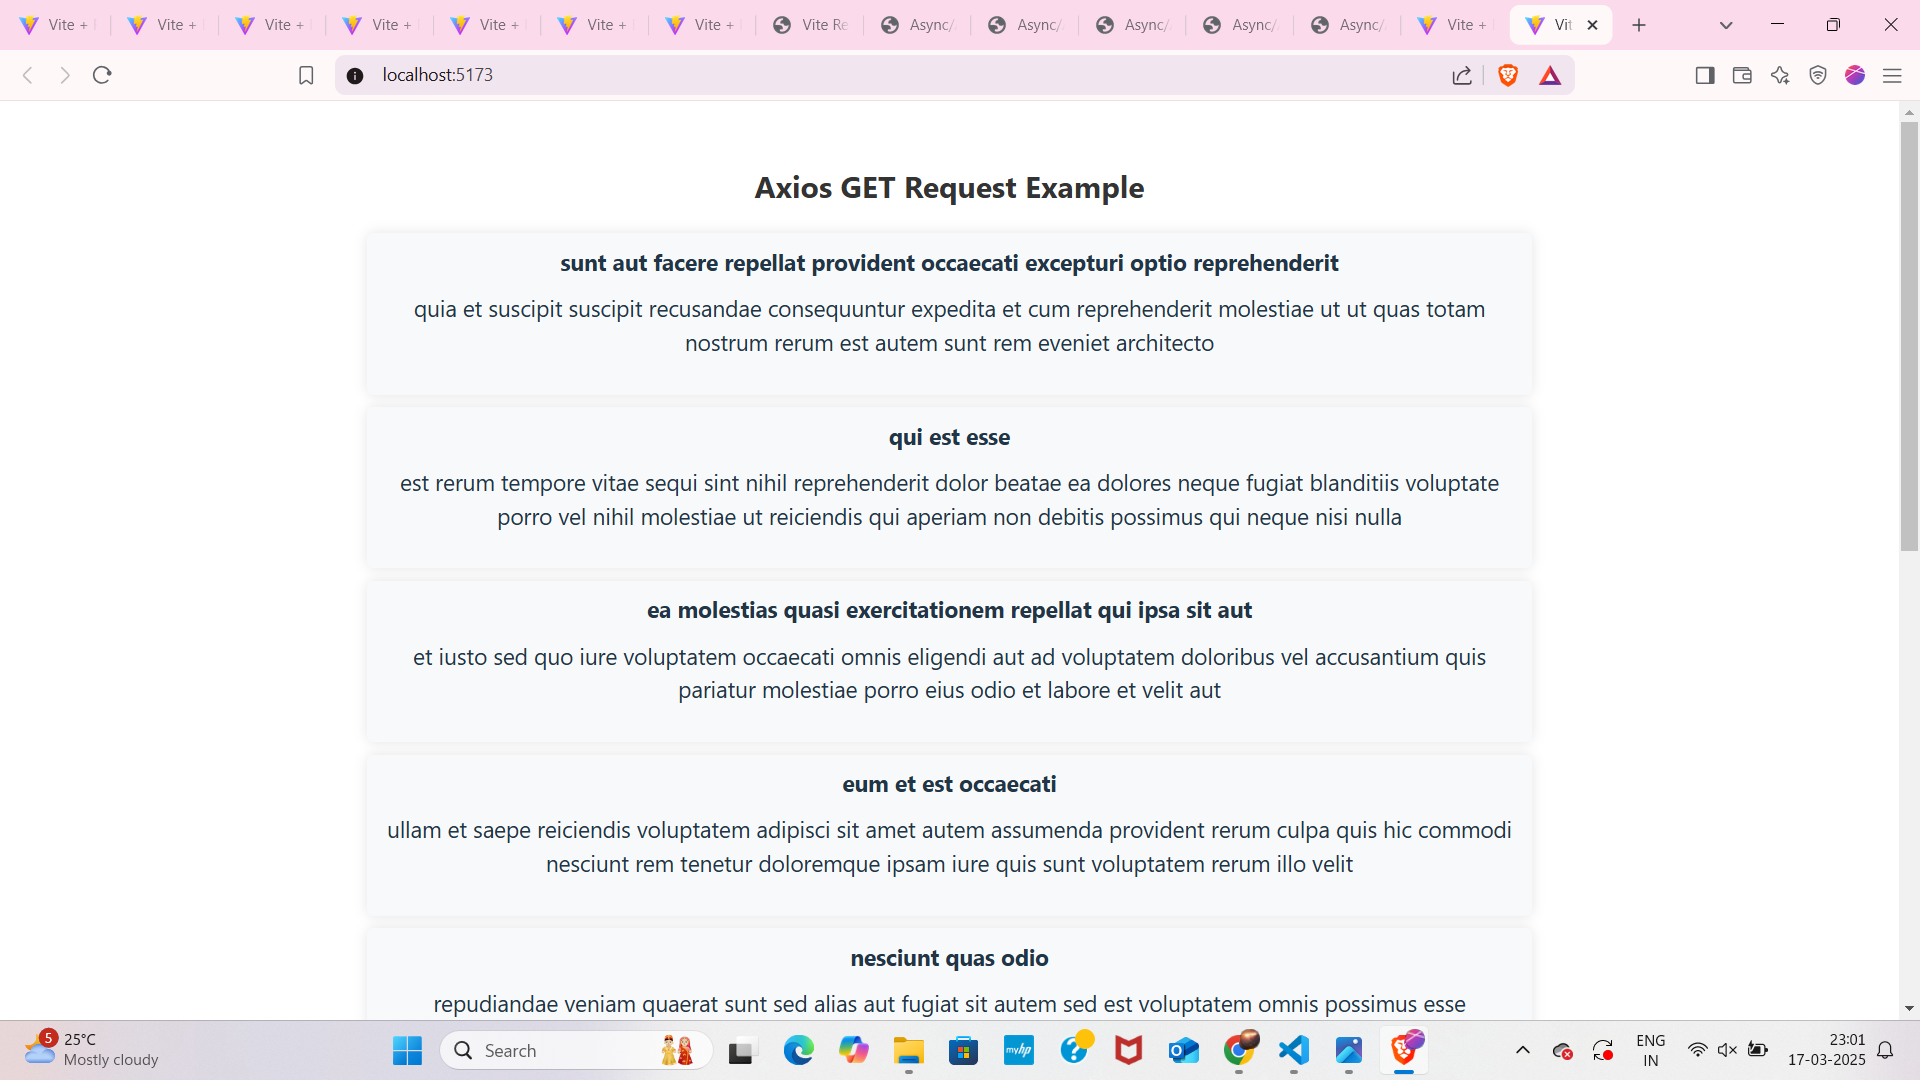 Vite +
Vite +
Vite +
Vite +
Vite +
Vite +
Vite +
Vite Re
Async/
Async/
Async/
Async/
Async/
Vite +
Vit
localhost:5173
Axios GET Request Example
sunt aut facere repellat provident occaecati excepturi optio reprehenderit
quia et suscipit suscipit recusandae consequuntur expedita et cum reprehenderit molestiae ut ut quas totam
nostrum rerum est autem sunt rem eveniet architecto
qui est esse
est rerum tempore vitae sequi sint nihil reprehenderit dolor beatae ea dolores neque fugiat blanditiis voluptate
porro vel nihil molestiae ut reiciendis qui aperiam non debitis possimus qui neque nisi nulla
ea molestias quasi exercitationem repellat qui ipsa sit aut
et iusto sed quo iure voluptatem occaecati omnis eligendi aut ad voluptatem doloribus vel accusantium quis
pariatur molestiae porro eius odio et labore et velit aut
eum et est occaecati
ullam et saepe reiciendis voluptatem adipisci sit amet autem assumenda provident rerum culpa quis hic commodi
nesciunt rem tenetur doloremque ipsam iure quis sunt voluptatem rerum illo velit
nesciunt quas odio
repudiandae veniam quaerat sunt sed alias aut fugiat sit autem sed est voluptatem omnis possimus esse
5
25°C
Mostly cloudy
Search
myhp
ENG
IN
23:01
17-03-2025